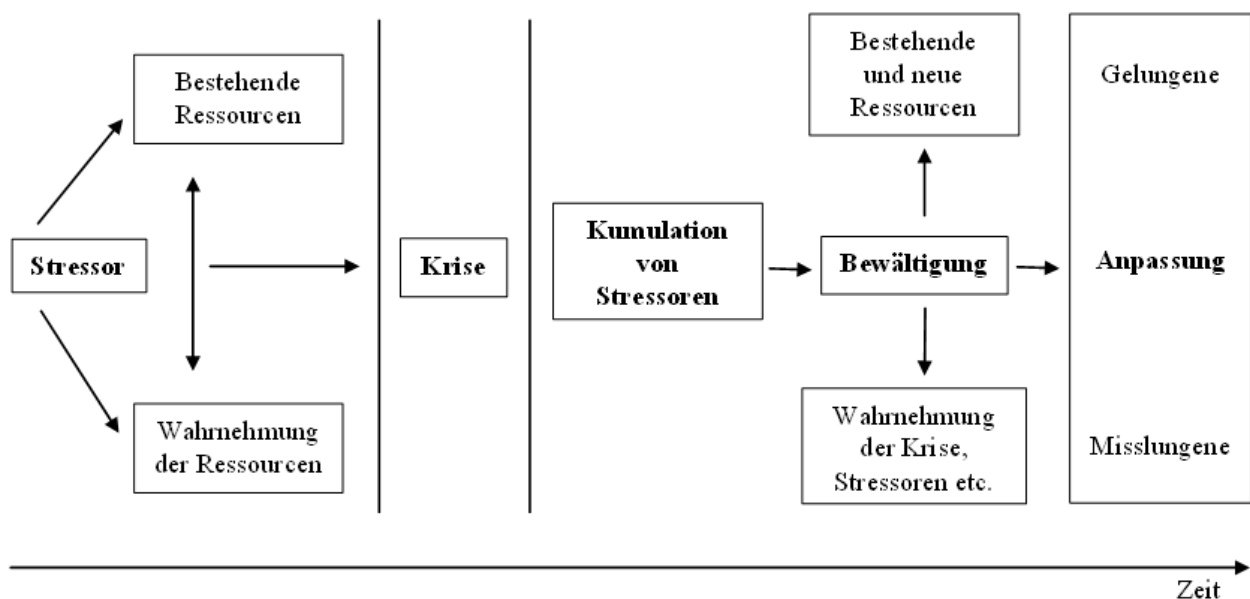 Bestehende
Ressourcen
Stressor
Wahrnehmung
der Ressourcen
Krise
Kumulation
von
Stressoren
Bestehende
und neue
Ressourcen
Bewältigung
Wahrnehmung
der Krise,
Stressoren etc.
Gelungene
Anpassung
Misslungene
Zeit